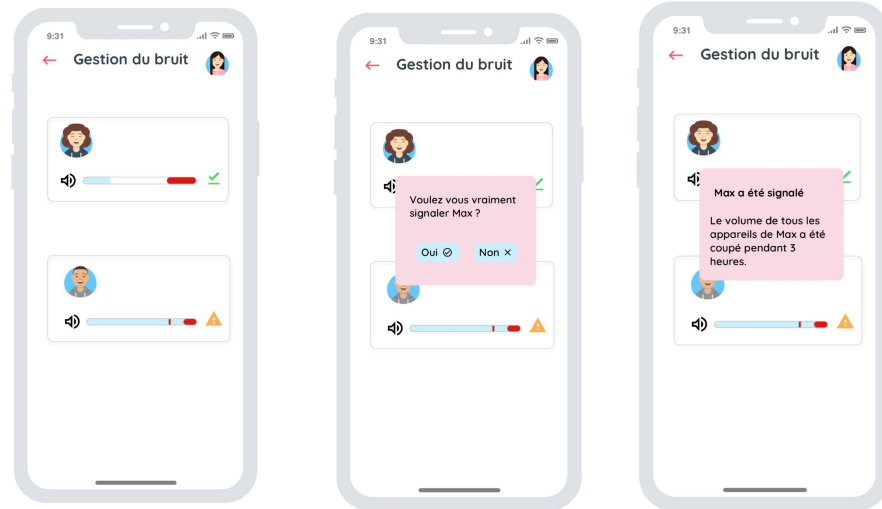 9:31
Gestion du bruit
9:31
Gestion du bruit
Voulez vous vraiment
signaler Max ?
Oui
Non
9:31
Gestion du bruit
Max a été signalé
Le volume de tous les
appareils de Max a été
coupé pendant 3
heures.